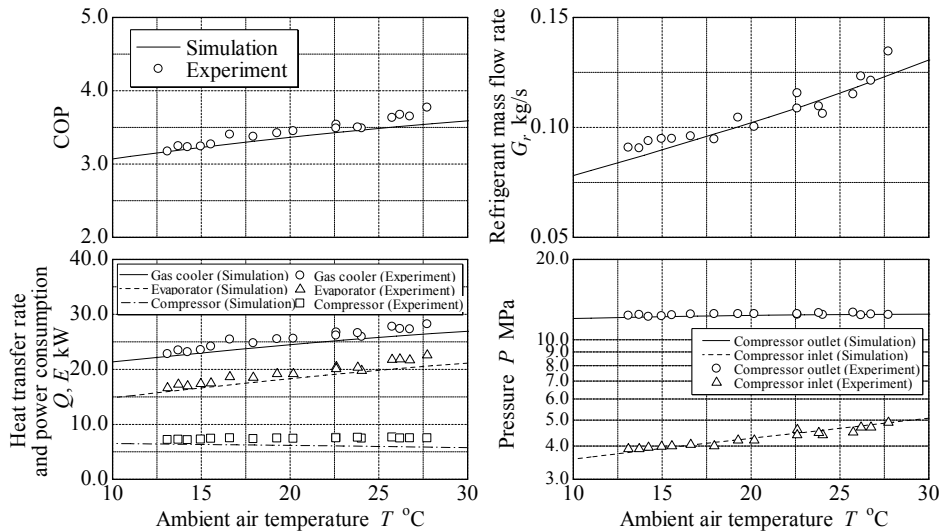 5.0
4.0
3.0
2.0
COP
Simulation
Experiment
0.15
0.10
0.05
Refrigerant mass flow rate
Gr kg/s
40.0
30.0
20.0
10.0
0.0
Heat transfer rate
and power consumption
Q, E kW
Gas cooler (Simulation)
Evaporator (Simulation)
Compressor (Simulation)
Gas cooler (Experiment)
Evaporator (Experiment)
Compressor (Experiment)
10 15 20 25 30
Ambient air temperature T °C
20.0
10.0
9.0
8.0
7.0
6.0
5.0
4.0
3.0
Pressure P MPa
Compressor outlet (Simulation)
Compressor inlet (Simulation)
Compressor outlet (Experiment)
Compressor inlet (Experiment)
10 15 20 25 30
Ambient air temperature T °C